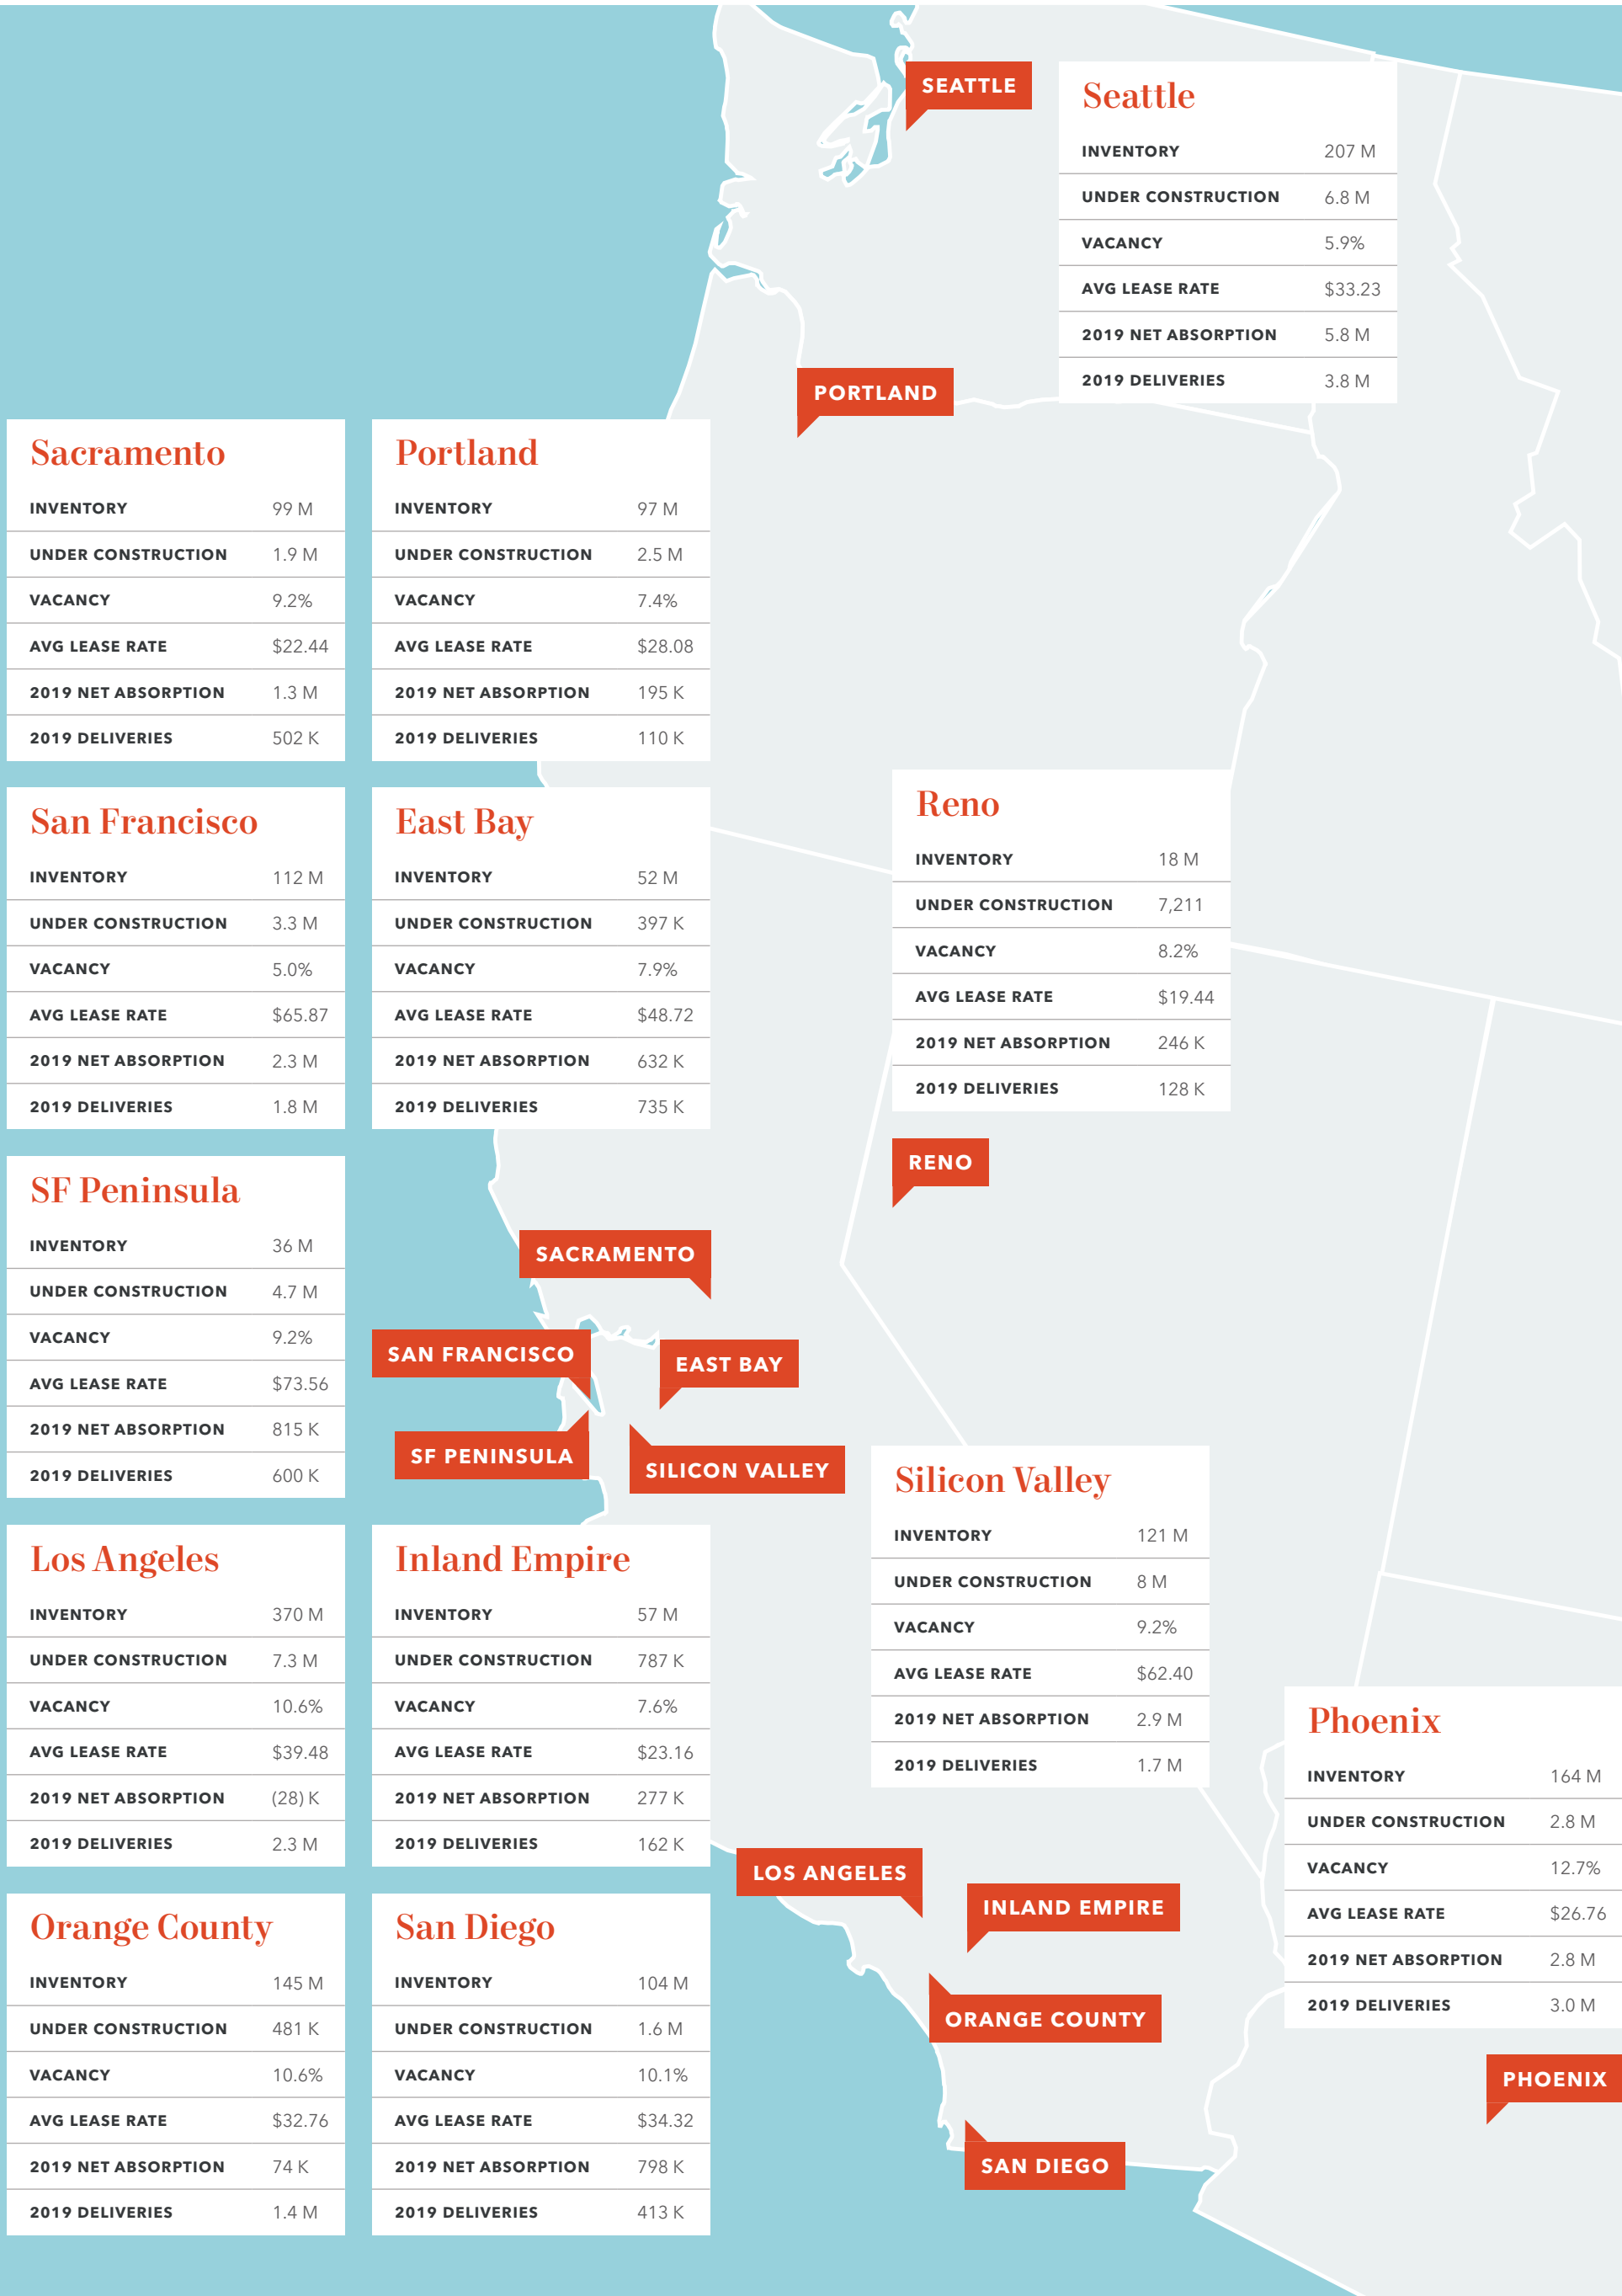 SEATTLE
Seattle
INVENTORY 207 M
UNDER CONSTRUCTION 6.8 M
VACANCY 5.9%
AVG LEASE RATE $33.23
2019 NET ABSORPTION 5.8 M
2019 DELIVERIES 3.8 M
PORTLAND
Sacramento
INVENTORY 99 M
UNDER CONSTRUCTION 1.9 M
VACANCY 9.2%
AVG LEASE RATE $22.44
2019 NET ABSORPTION 1.3 M
2019 DELIVERIES 502 K
Portland
INVENTORY 97 M
UNDER CONSTRUCTION 2.5 M
VACANCY 7.4%
AVG LEASE RATE $28.08
2019 NET ABSORPTION 195 K
2019 DELIVERIES 110 K
San Francisco
INVENTORY 112 M
UNDER CONSTRUCTION 3.3 M
VACANCY 5.0%
AVG LEASE RATE $65.87
2019 NET ABSORPTION 2.3 M
2019 DELIVERIES 1.8 M
East Bay
INVENTORY 52 M
UNDER CONSTRUCTION 397 K
VACANCY 7.9%
AVG LEASE RATE $48.72
2019 NET ABSORPTION 632 K
2019 DELIVERIES 735 K
Reno
INVENTORY 18 M
UNDER CONSTRUCTION 7,211
VACANCY 8.2%
AVG LEASE RATE $19.44
2019 NET ABSORPTION 246 K
2019 DELIVERIES 128 K
RENO
SF Peninsula
INVENTORY 36 M
UNDER CONSTRUCTION 4.7 M
VACANCY 9.2%
AVG LEASE RATE $73.56
2019 NET ABSORPTION 815 K
2019 DELIVERIES 600 K
SACRAMENTO
SAN FRANCISCO
EAST BAY
SF PENINSULA
SILICON VALLEY
Silicon Valley
INVENTORY 121 M
UNDER CONSTRUCTION 8 M
VACANCY 9.2%
AVG LEASE RATE $62.40
2019 NET ABSORPTION 2.9 M
2019 DELIVERIES 1.7 M
Los Angeles
INVENTORY 370 M
UNDER CONSTRUCTION 7.3 M
VACANCY 10.6%
AVG LEASE RATE $39.48
2019 NET ABSORPTION (28) K
2019 DELIVERIES 2.3 M
Inland Empire
INVENTORY 57 M
UNDER CONSTRUCTION 787 K
VACANCY 7.6%
AVG LEASE RATE $23.16
2019 NET ABSORPTION 277 K
2019 DELIVERIES 162 K
Phoenix
INVENTORY 164 M
UNDER CONSTRUCTION 2.8 M
VACANCY 12.7%
AVG LEASE RATE $26.76
2019 NET ABSORPTION 2.8 M
2019 DELIVERIES 3.0 M
LOS ANGELES
INLAND EMPIRE
ORANGE COUNTY
PHOENIX
SAN DIEGO
Orange County
INVENTORY 145 M
UNDER CONSTRUCTION 481 K
VACANCY 10.6%
AVG LEASE RATE $32.76
2019 NET ABSORPTION 74 K
2019 DELIVERIES 1.4 M
San Diego
INVENTORY 104 M
UNDER CONSTRUCTION 1.6 M
VACANCY 10.1%
AVG LEASE RATE $34.32
2019 NET ABSORPTION 798 K
2019 DELIVERIES 413 K